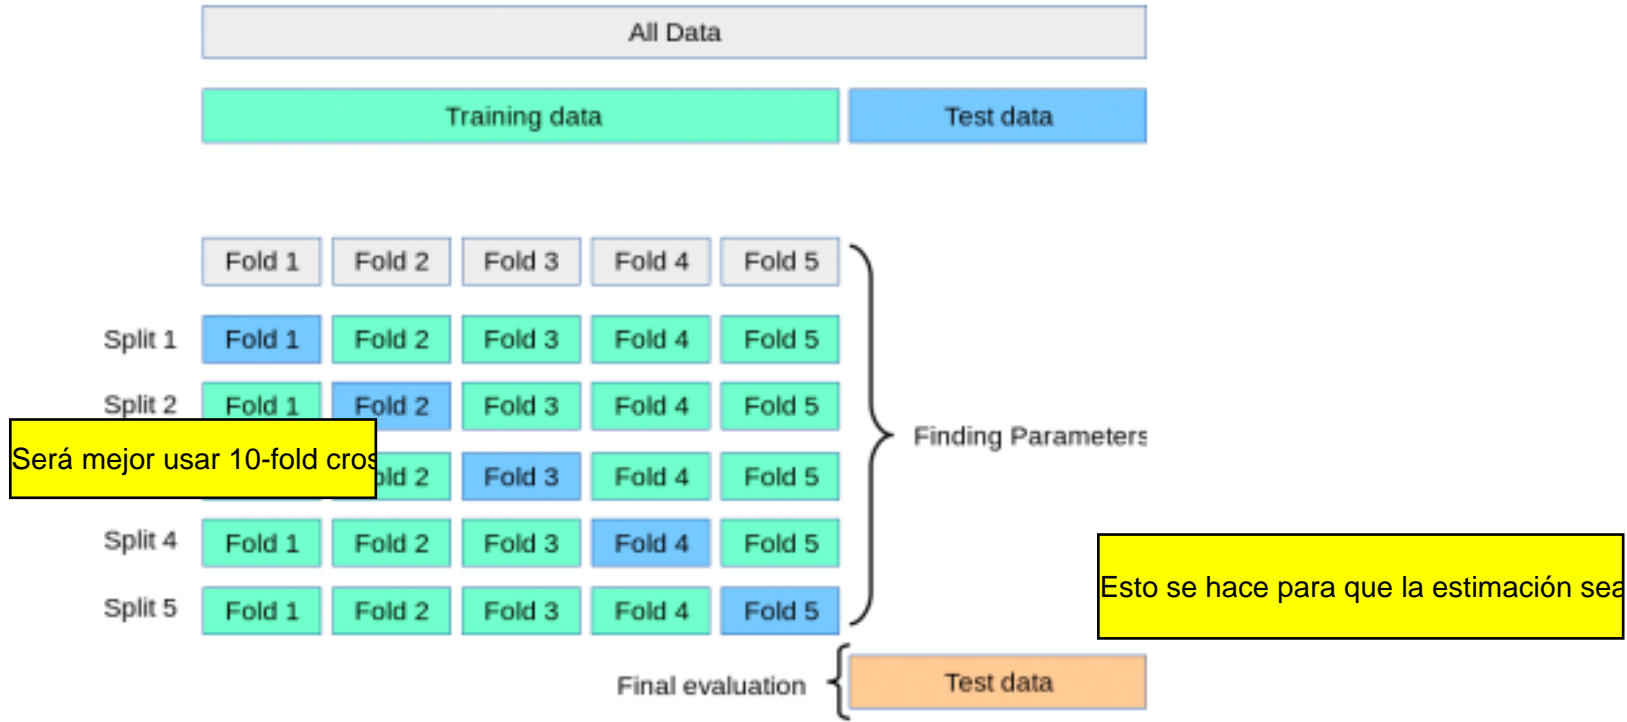 All Data
Training data Test data
Fold 1 Fold 2 Fold 3 Fold 4 Fold 5
Split 1 Fold 1 Fold 2 Fold 3 Fold 4 Fold 5
Split 2 Fold 1 Fold 2 Fold 3 Fold 4 Fold 5
Finding Parameters
Será mejor usar 10-fold cros
Fold 3 Fold 4 Fold 5
Split 4 Fold 1 Fold 2 Fold 3 Fold 4 Fold 5
Esto se hace para que la estimación sea
Split 5 Fold 1 Fold 2 Fold 3 Fold 4 Fold 5
Final evaluation Test data